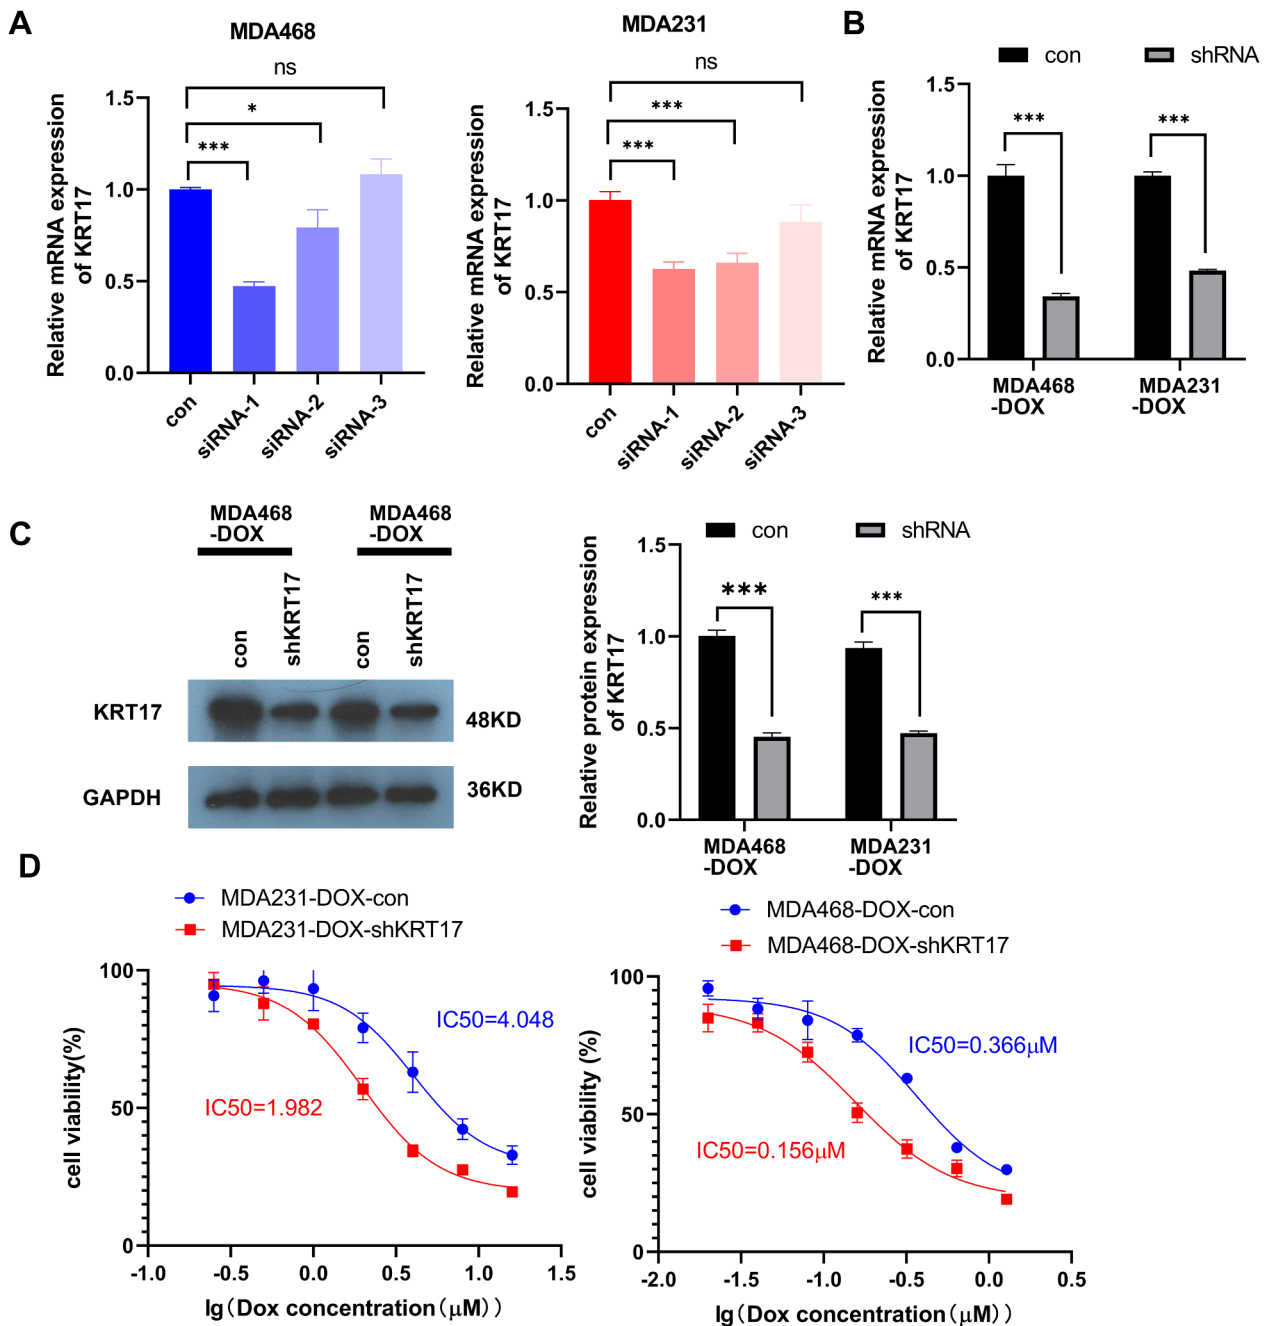 A
MDA468
Relative mRNA expression
of KRT17
1.5
1.0
0.5
0.0
ns
*
***
con
siRNA-1
siRNA-2
siRNA-3
MDA231
Relative mRNA expression
of KRT17
1.5
1.0
0.5
0.0
ns
***
***
con
siRNA-1
siRNA-2
siRNA-3
B
con
shRNA
Relative mRNA expression
of KRT17
1.5
1.0
0.5
0.0
***
***
MDA468
-DOX
MDA231
-DOX
C
MDA468
-DOX
MDA468
-DOX
con
shKRT17
con
shKRT17
KRT17
48KD
GAPDH
36KD
con
shRNA
Relative protein expression
of KRT17
1.5
1.0
0.5
0.0
***
***
MDA468
-DOX
MDA231
-DOX
D
MDA231-DOX-con
MDA231-DOX-shKRT17
cell viability(%)
100
50
0
IC50=4.048
IC50=1.982
-1.0
-0.5
0.0
0.5
1.0
1.5
lg(Dox concentration(μM))
MDA468-DOX-con
MDA468-DOX-shKRT17
cell viability (%)
100
50
0
IC50=0.366μM
IC50=0.156μM
-2.0
-1.5
-1.0
-0.5
0.0
0.5
lg(Dox concentration(μM))